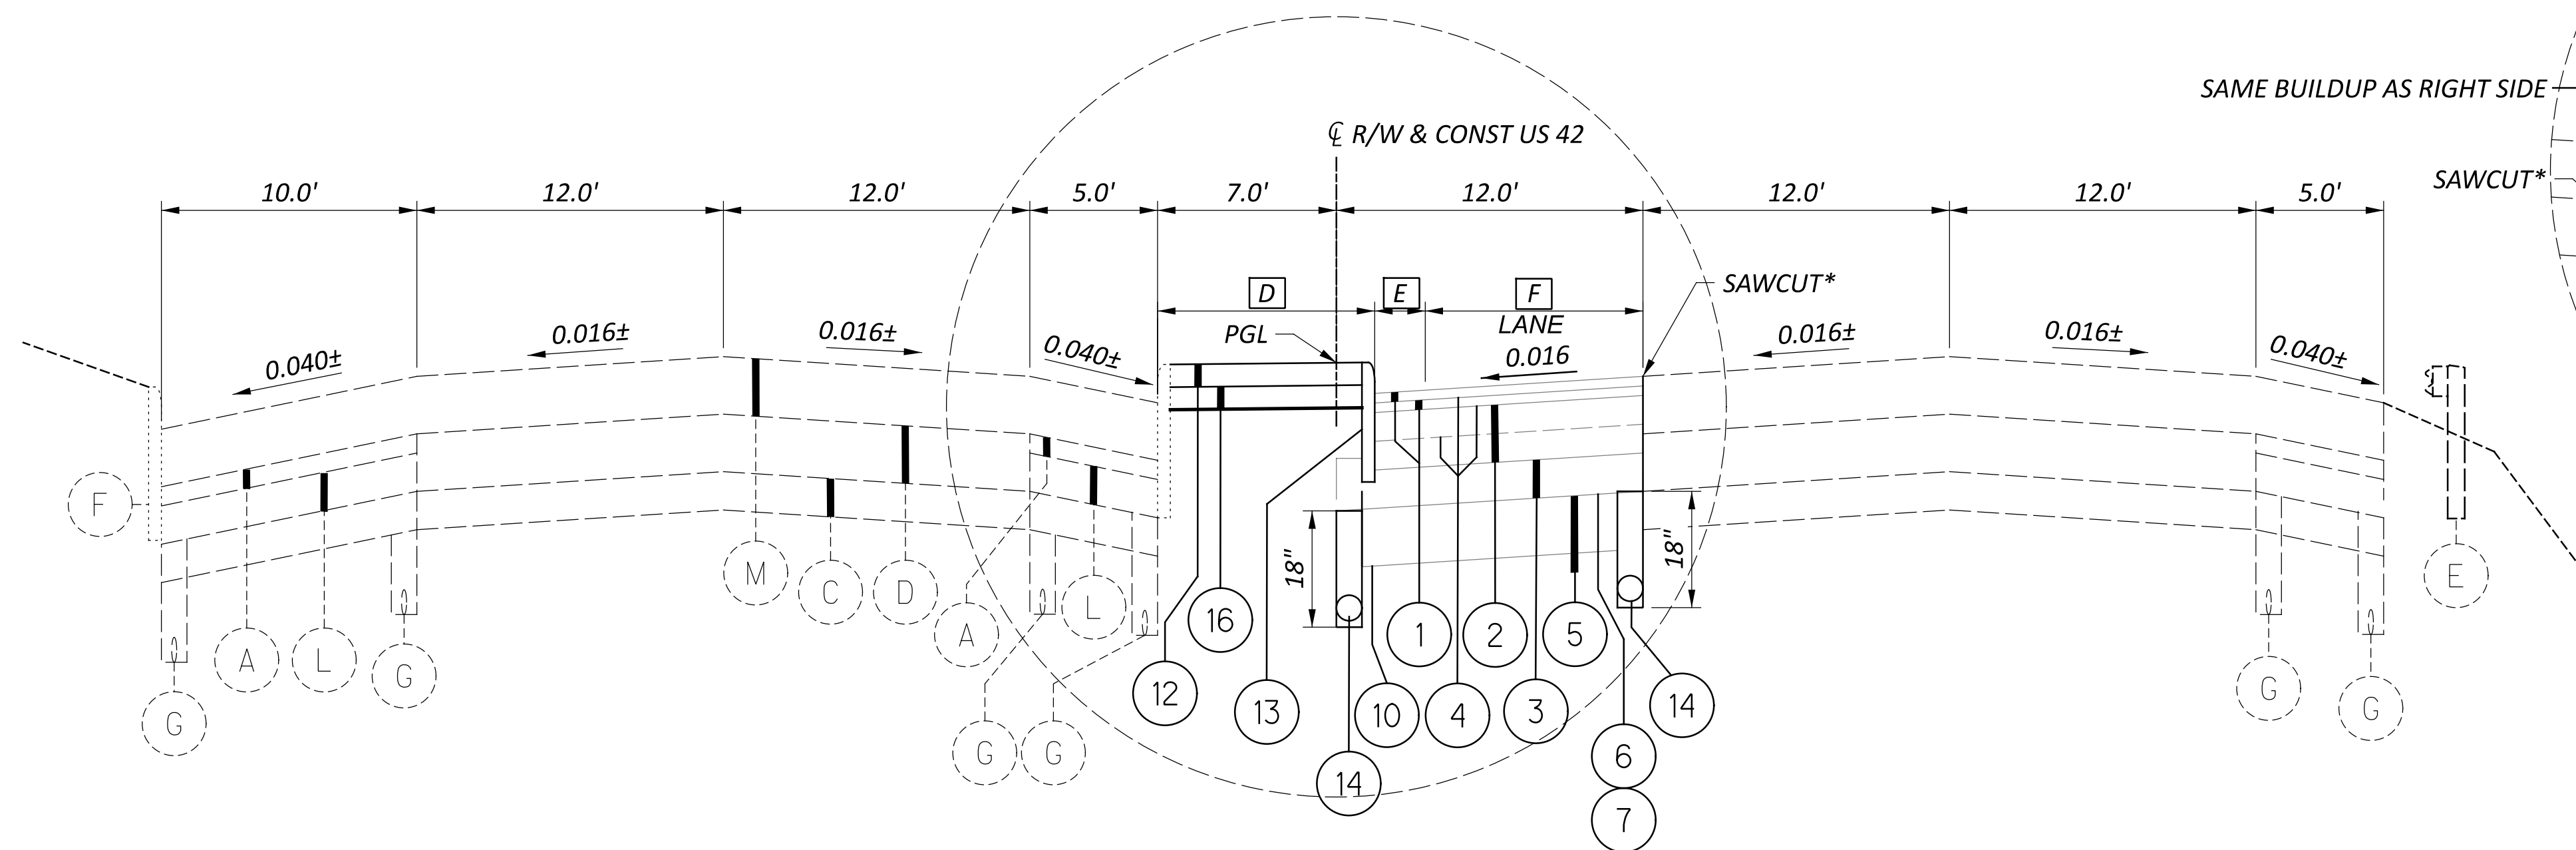 SAME BUILDUP AS RIGHT SIDE
℄ R/W & CONST US 42
SAWCUT*
10.0' 12.0' 12.0' 5.0' 7.0' 12.0' 12.0' 12.0' 5.0'
D E F SAWCUT*
PGL LANE
0.040± 0.016± 0.016± 0.040± 0.016 0.016± 0.016± 0.040±
F
18" 18"
M C D A L E
A L G 16 1 2 5
G 12 13 10 4 3 14 G G
G G 14 6
7